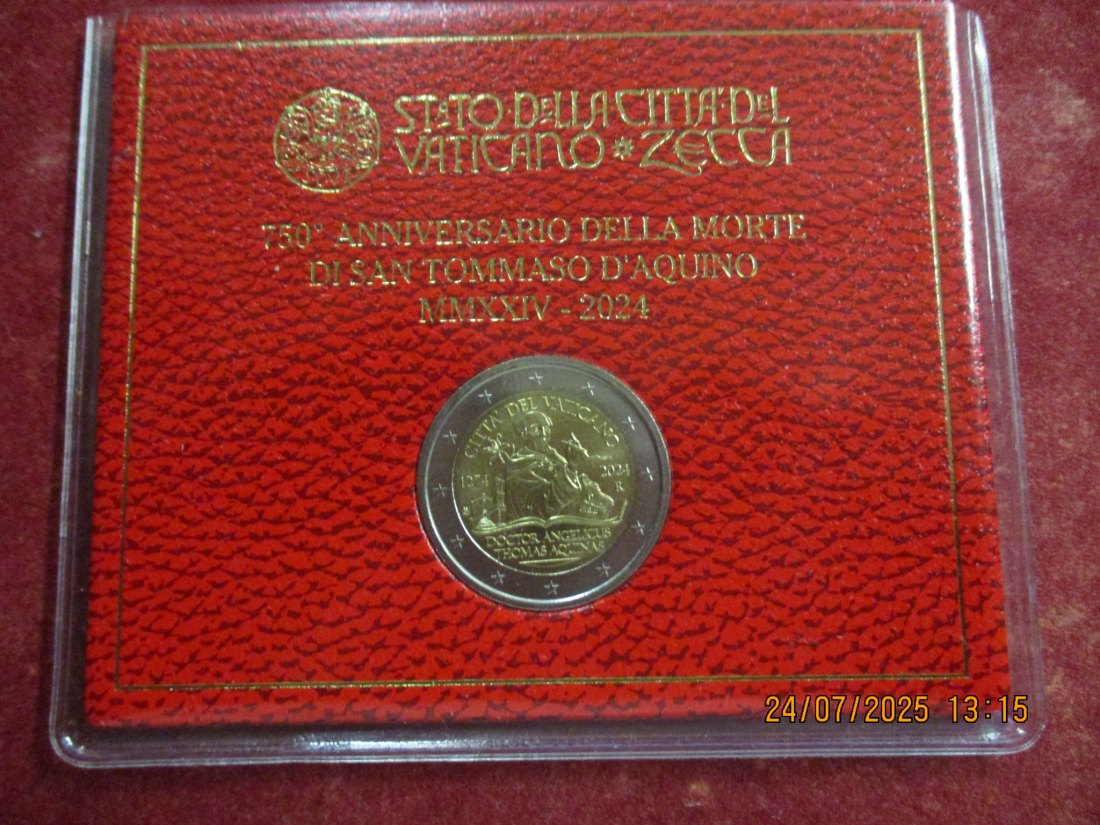 STATO DELLA CITTA' DEL
VATICANO * ZECCA
750° ANNIVERSARIO DELLA MORTE
DI SAN TOMMASO D'AQUINO
MMXXIV - 2024
CITTA' DEL VATICANO
1274 2024
R
DOCTOR ANGELICUS
THOMAS AQUINAS
24/07/2025 13:15